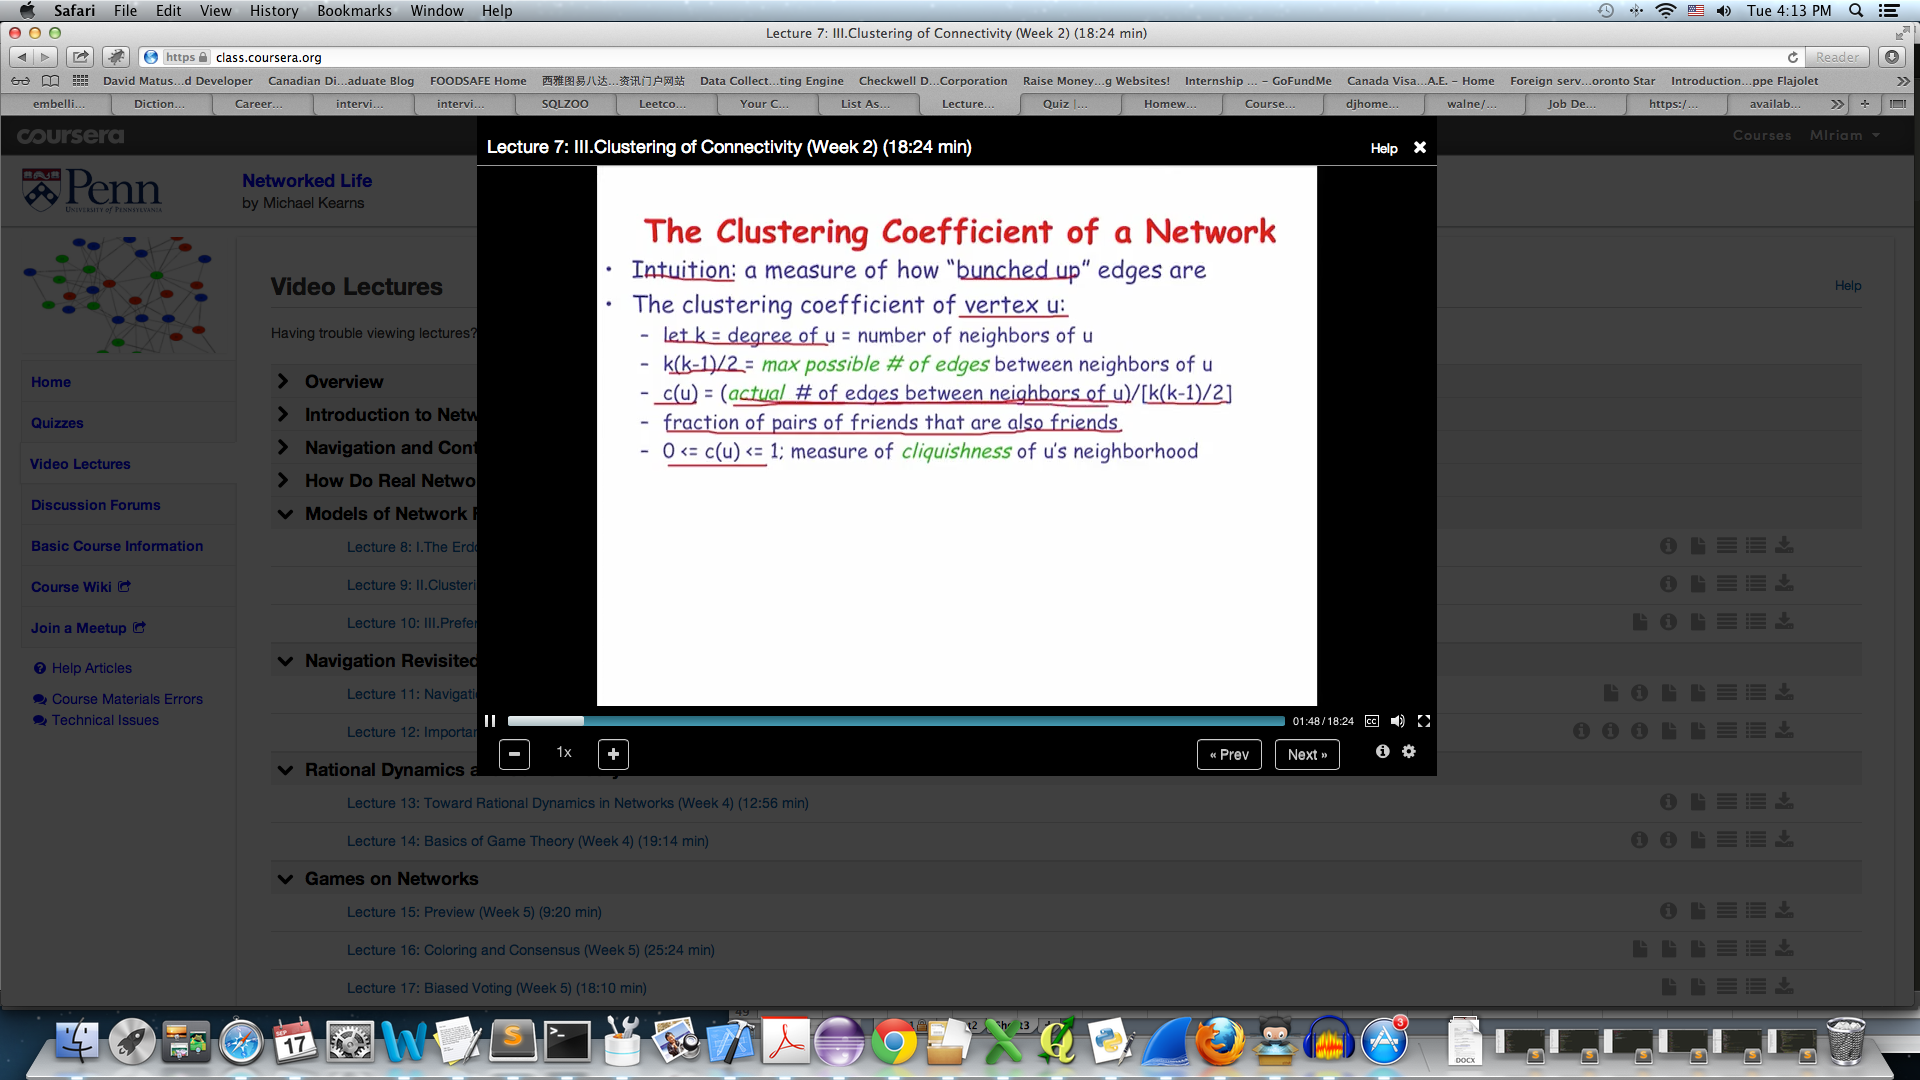 Safari File Edit View History Bookmarks Window Help Tue 4:13 PM
Lecture 7: III.Clustering of Connectivity (Week 2) (18:24 min)
https class.coursera.org Reader
David Matus...d Developer Canadian Di...aduate Blog FOODSAFE Home 西雅图易八达...资讯门户网站 Data Collect...ting Engine Checkwell D...Corporation Raise Money...g Websites! Internship ... – GoFundMe Canada Visa...A.E. – Home Foreign serv...oronto Star Introduction...ppe Flajolet
embelli... Diction... Career... intervi... intervi... SQLZOO Leetco... Your C... List As... Lecture... Quiz |... Homew... Course... djhome... walne/... Job De... https:/... availab...
coursera Courses MIriam
Lecture 7: III.Clustering of Connectivity (Week 2) (18:24 min) Help
Penn
UNIVERSITY of PENNSYLVANIA
Networked Life
by Michael Kearns
Video Lectures
Help
Having trouble viewing lectures?
Home
Quizzes
Video Lectures
Discussion Forums
Basic Course Information
Course Wiki
Join a Meetup
Help Articles
Course Materials Errors
Technical Issues
Overview
Introduction to Netw
Navigation and Cont
How Do Real Netwo
Models of Network F
Lecture 8: I.The Erdo
Lecture 9: II.Clusteri
Lecture 10: III.Prefer
Navigation Revisited
Lecture 11: Navigati
Lecture 12: Importan
Rational Dynamics a
Lecture 13: Toward Rational Dynamics in Networks (Week 4) (12:56 min)
Lecture 14: Basics of Game Theory (Week 4) (19:14 min)
Games on Networks
Lecture 15: Preview (Week 5) (9:20 min)
Lecture 16: Coloring and Consensus (Week 5) (25:24 min)
Lecture 17: Biased Voting (Week 5) (18:10 min)
The Clustering Coefficient of a Network
• Intuition: a measure of how “bunched up” edges are
• The clustering coefficient of vertex u:
– let k = degree of u = number of neighbors of u
– k(k-1)/2 = max possible # of edges between neighbors of u
– c(u) = (actual # of edges between neighbors of u)/[k(k-1)/2]
– fraction of pairs of friends that are also friends
– 0 <= c(u) <= 1; measure of cliquishness of u’s neighborhood
01:48 / 18:24 CC
1x « Prev Next »
SEP
17
3
DOCX